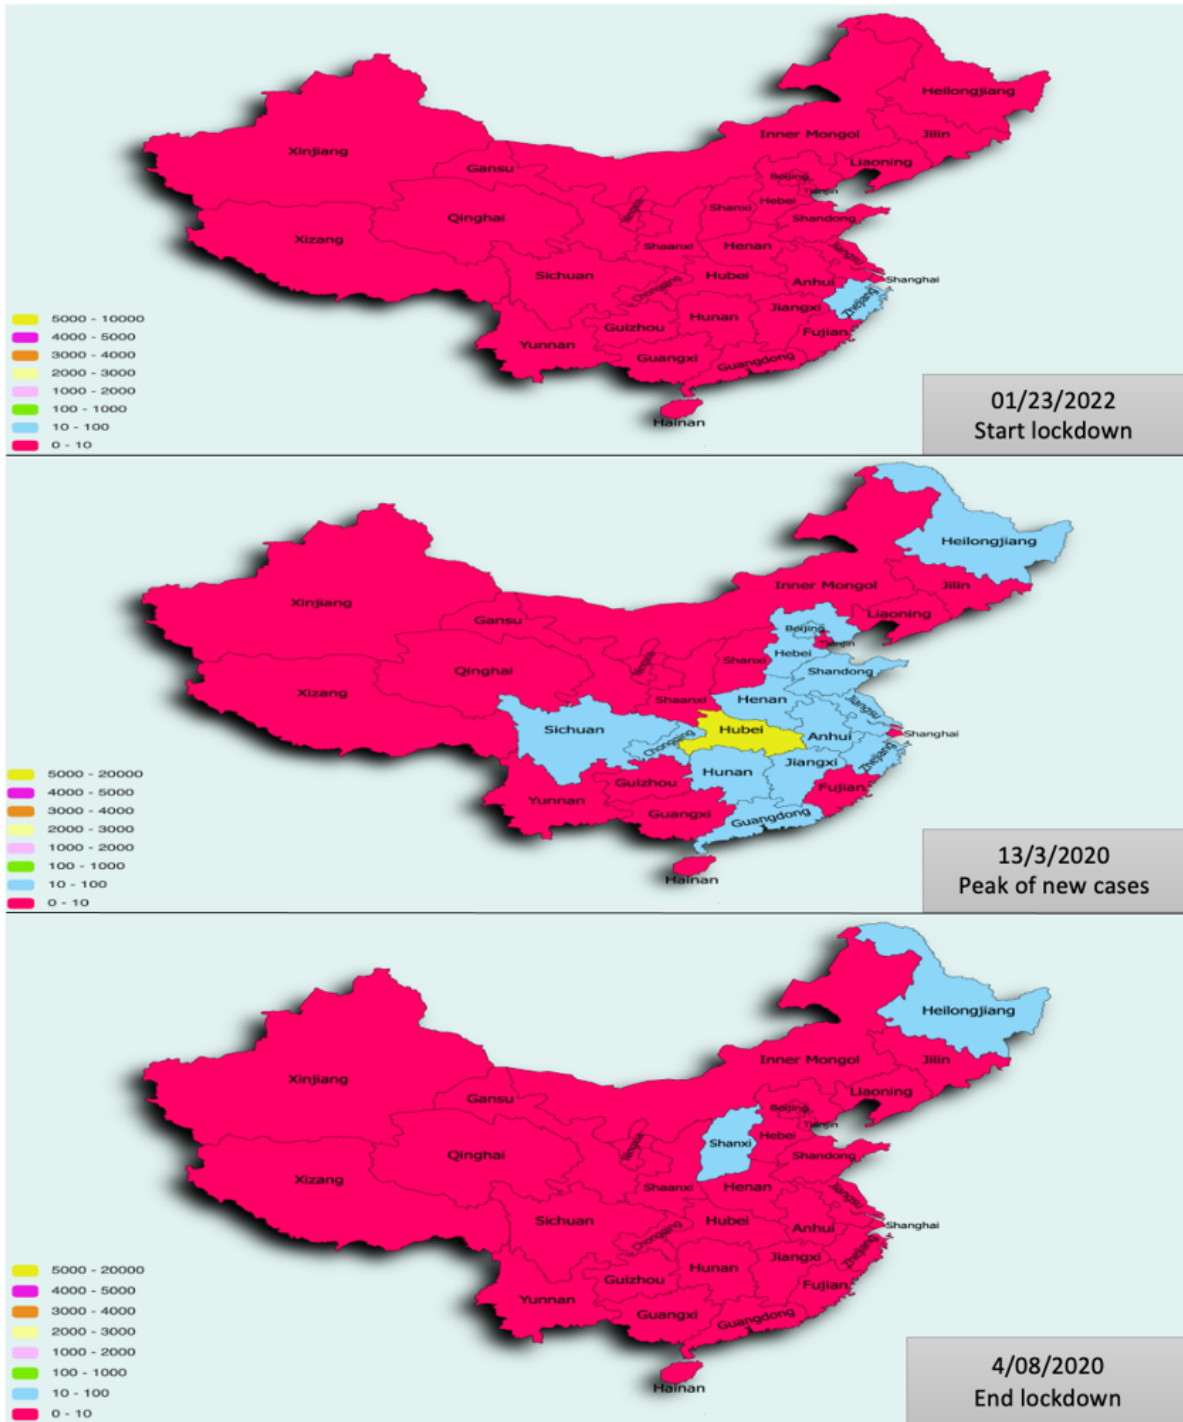 Heilongjiang
Inner Mongol
Jilin
Xinjiang
Liaoning
Gansu
Beijing
Tianjin
Hebei
Shanxi
Ningxia
Qinghai
Shandong
Xizang
Shaanxi
Henan
Jiangsu
Sichuan
Hubei
Anhui
Shanghai
Chongqing
Zhejiang
Hunan
Jiangxi
Guizhou
Fujian
Yunnan
Guangxi
Guangdong
Hainan
5000 - 10000
4000 - 5000
3000 - 4000
2000 - 3000
1000 - 2000
100 - 1000
10 - 100
0 - 10
01/23/2022
Start lockdown
Heilongjiang
Inner Mongol
Jilin
Xinjiang
Liaoning
Gansu
Beijing
Tianjin
Hebei
Shanxi
Ningxia
Qinghai
Shandong
Xizang
Shaanxi
Henan
Jiangsu
Sichuan
Hubei
Anhui
Shanghai
Chongqing
Zhejiang
Hunan
Jiangxi
Guizhou
Fujian
Yunnan
Guangxi
Guangdong
Hainan
5000 - 20000
4000 - 5000
3000 - 4000
2000 - 3000
1000 - 2000
100 - 1000
10 - 100
0 - 10
13/3/2020
Peak of new cases
Heilongjiang
Inner Mongol
Jilin
Xinjiang
Liaoning
Gansu
Beijing
Tianjin
Hebei
Shanxi
Ningxia
Qinghai
Shandong
Xizang
Shaanxi
Henan
Jiangsu
Sichuan
Hubei
Anhui
Shanghai
Chongqing
Zhejiang
Hunan
Jiangxi
Guizhou
Fujian
Yunnan
Guangxi
Guangdong
Hainan
5000 - 20000
4000 - 5000
3000 - 4000
2000 - 3000
1000 - 2000
100 - 1000
10 - 100
0 - 10
4/08/2020
End lockdown